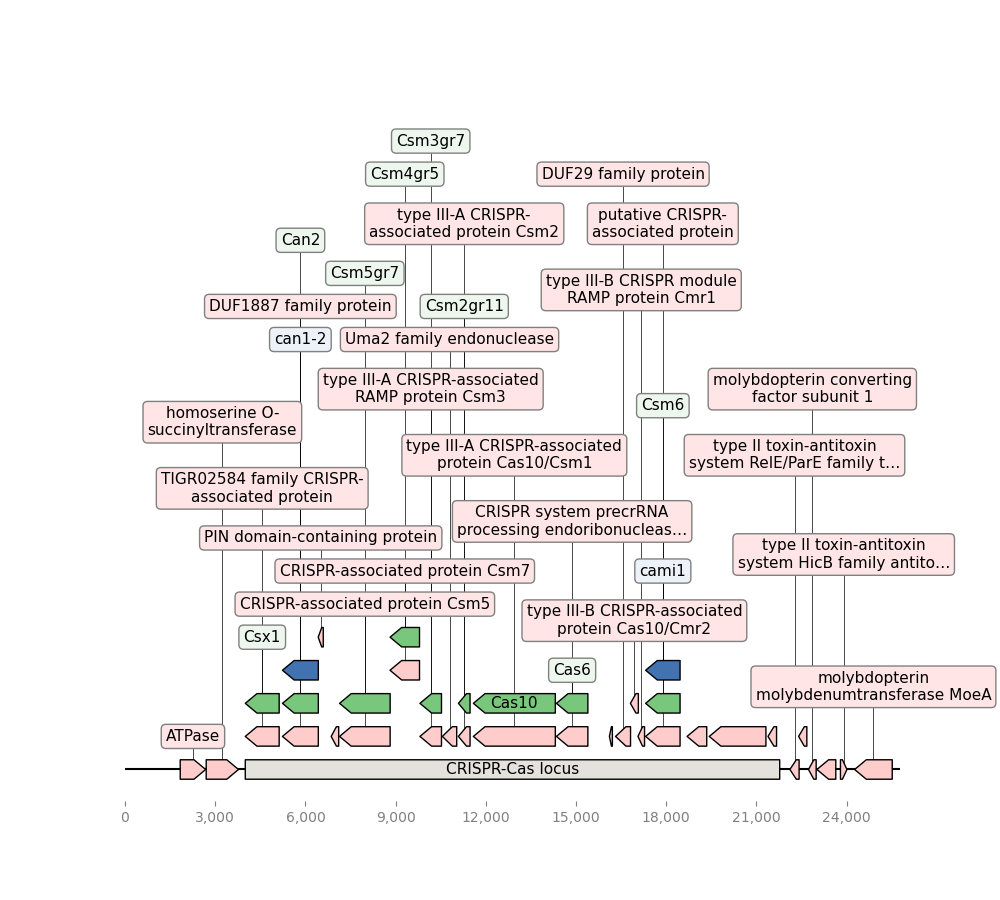 Csm3gr7
Csm4gr5
DUF29 family protein
type III-A CRISPR-
associated protein Csm2
putative CRISPR-
associated protein
Can2
Csm5gr7
type III-B CRISPR module
RAMP protein Cmr1
DUF1887 family protein
Csm2gr11
can1-2
Uma2 family endonuclease
type III-A CRISPR-associated
RAMP protein Csm3
molybdopterin converting
factor subunit 1
homoserine O-
succinyltransferase
Csm6
type III-A CRISPR-associated
protein Cas10/Csm1
type II toxin-antitoxin
system RelE/ParE family t...
TIGR02584 family CRISPR-
associated protein
CRISPR system precrRNA
processing endoribonucleas...
PIN domain-containing protein
type II toxin-antitoxin
system HicB family antito...
CRISPR-associated protein Csm7
cami1
CRISPR-associated protein Csm5
type III-B CRISPR-associated
protein Cas10/Cmr2
Csx1
Cas6
molybdopterin
molybdenumtransferase MoeA
Cas10
ATPase
CRISPR-Cas locus
0 3,000 6,000 9,000 12,000 15,000 18,000 21,000 24,000